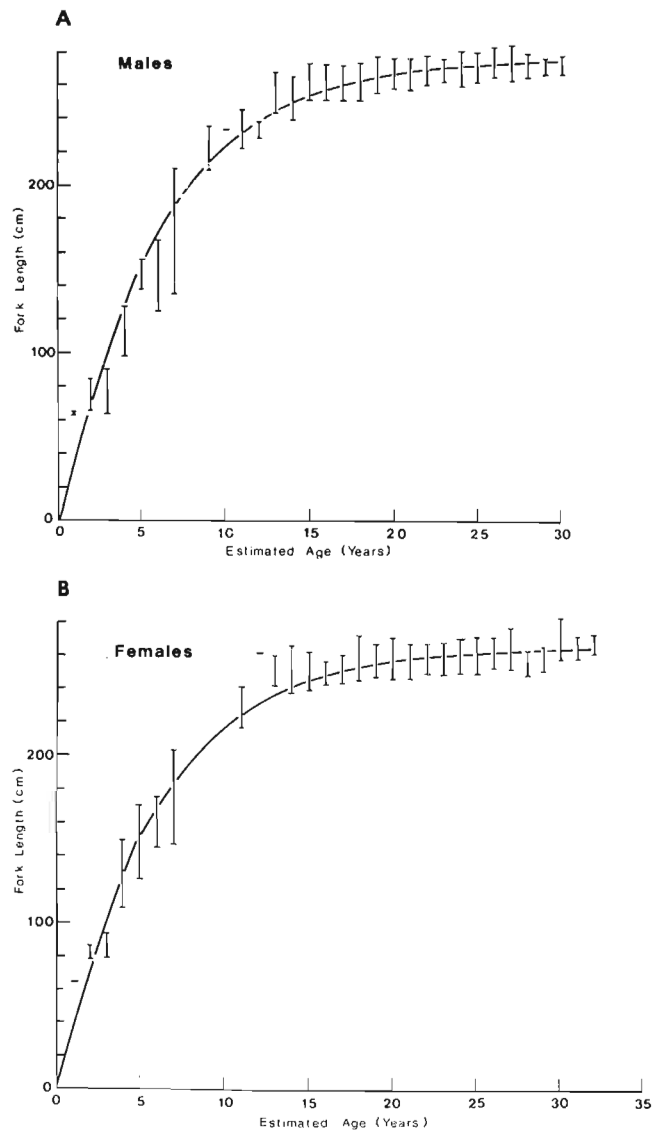 A
Males
Fork Length (cm)
200
100
0
0 5 10 15 20 25 30
Estimated Age (Years)
B
Females
Fork Length (cm)
200
100
0
0 5 10 15 20 25 30 35
Estimated Age (Years)